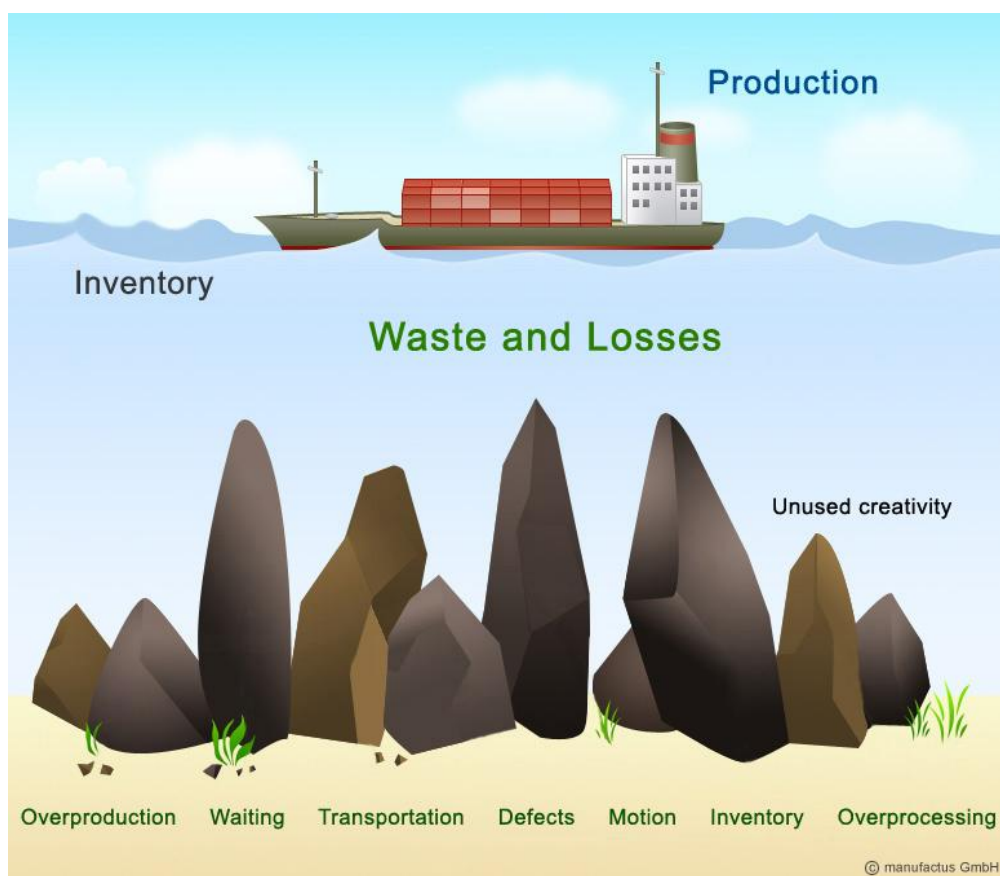 Production
Inventory
Waste and Losses
Unused creativity
Overproduction Waiting Transportation Defects Motion Inventory Overprocessing
© manufactus GmbH